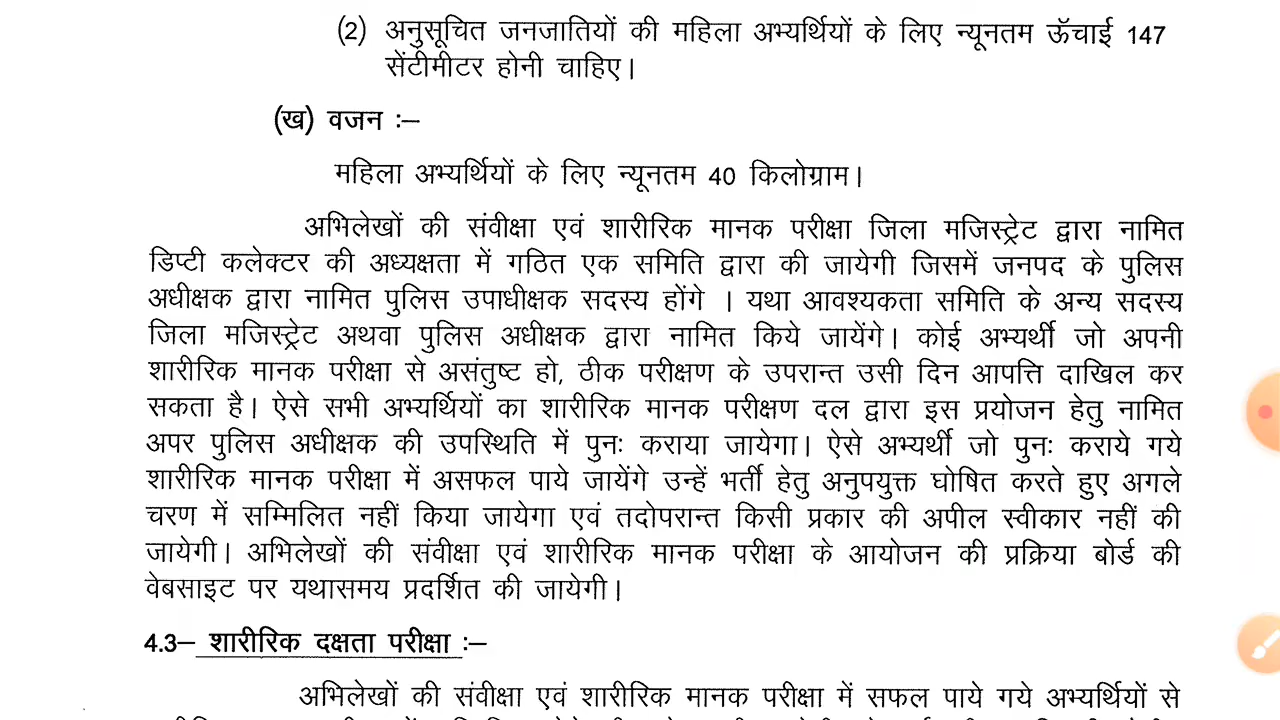 (2) अनुसूचित जनजातियों की महिला अभ्यर्थियों के लिए न्यूनतम ऊँचाई 147
सेंटीमीटर होनी चाहिए।
(ख) वजन :–
महिला अभ्यर्थियों के लिए न्यूनतम 40 किलोग्राम।
अभिलेखों की संवीक्षा एवं शारीरिक मानक परीक्षा जिला मजिस्ट्रेट द्वारा नामित
डिप्टी कलेक्टर की अध्यक्षता में गठित एक समिति द्वारा की जायेगी जिसमें जनपद के पुलिस
अधीक्षक द्वारा नामित पुलिस उपाधीक्षक सदस्य होंगे । यथा आवश्यकता समिति के अन्य सदस्य
जिला मजिस्ट्रेट अथवा पुलिस अधीक्षक द्वारा नामित किये जायेंगे। कोई अभ्यर्थी जो अपनी
शारीरिक मानक परीक्षा से असंतुष्ट हो, ठीक परीक्षण के उपरान्त उसी दिन आपत्ति दाखिल कर
सकता है। ऐसे सभी अभ्यर्थियों का शारीरिक मानक परीक्षण दल द्वारा इस प्रयोजन हेतु नामित
अपर पुलिस अधीक्षक की उपस्थिति में पुनः कराया जायेगा। ऐसे अभ्यर्थी जो पुनः कराये गये
शारीरिक मानक परीक्षा में असफल पाये जायेंगे उन्हें भर्ती हेतु अनुपयुक्त घोषित करते हुए अगले
चरण में सम्मिलित नहीं किया जायेगा एवं तदोपरान्त किसी प्रकार की अपील स्वीकार नहीं की
जायेगी। अभिलेखों की संवीक्षा एवं शारीरिक मानक परीक्षा के आयोजन की प्रक्रिया बोर्ड की
वेबसाइट पर यथासमय प्रदर्शित की जायेगी।
4.3– शारीरिक दक्षता परीक्षा :–
अभिलेखों की संवीक्षा एवं शारीरिक मानक परीक्षा में सफल पाये गये अभ्यर्थियों से